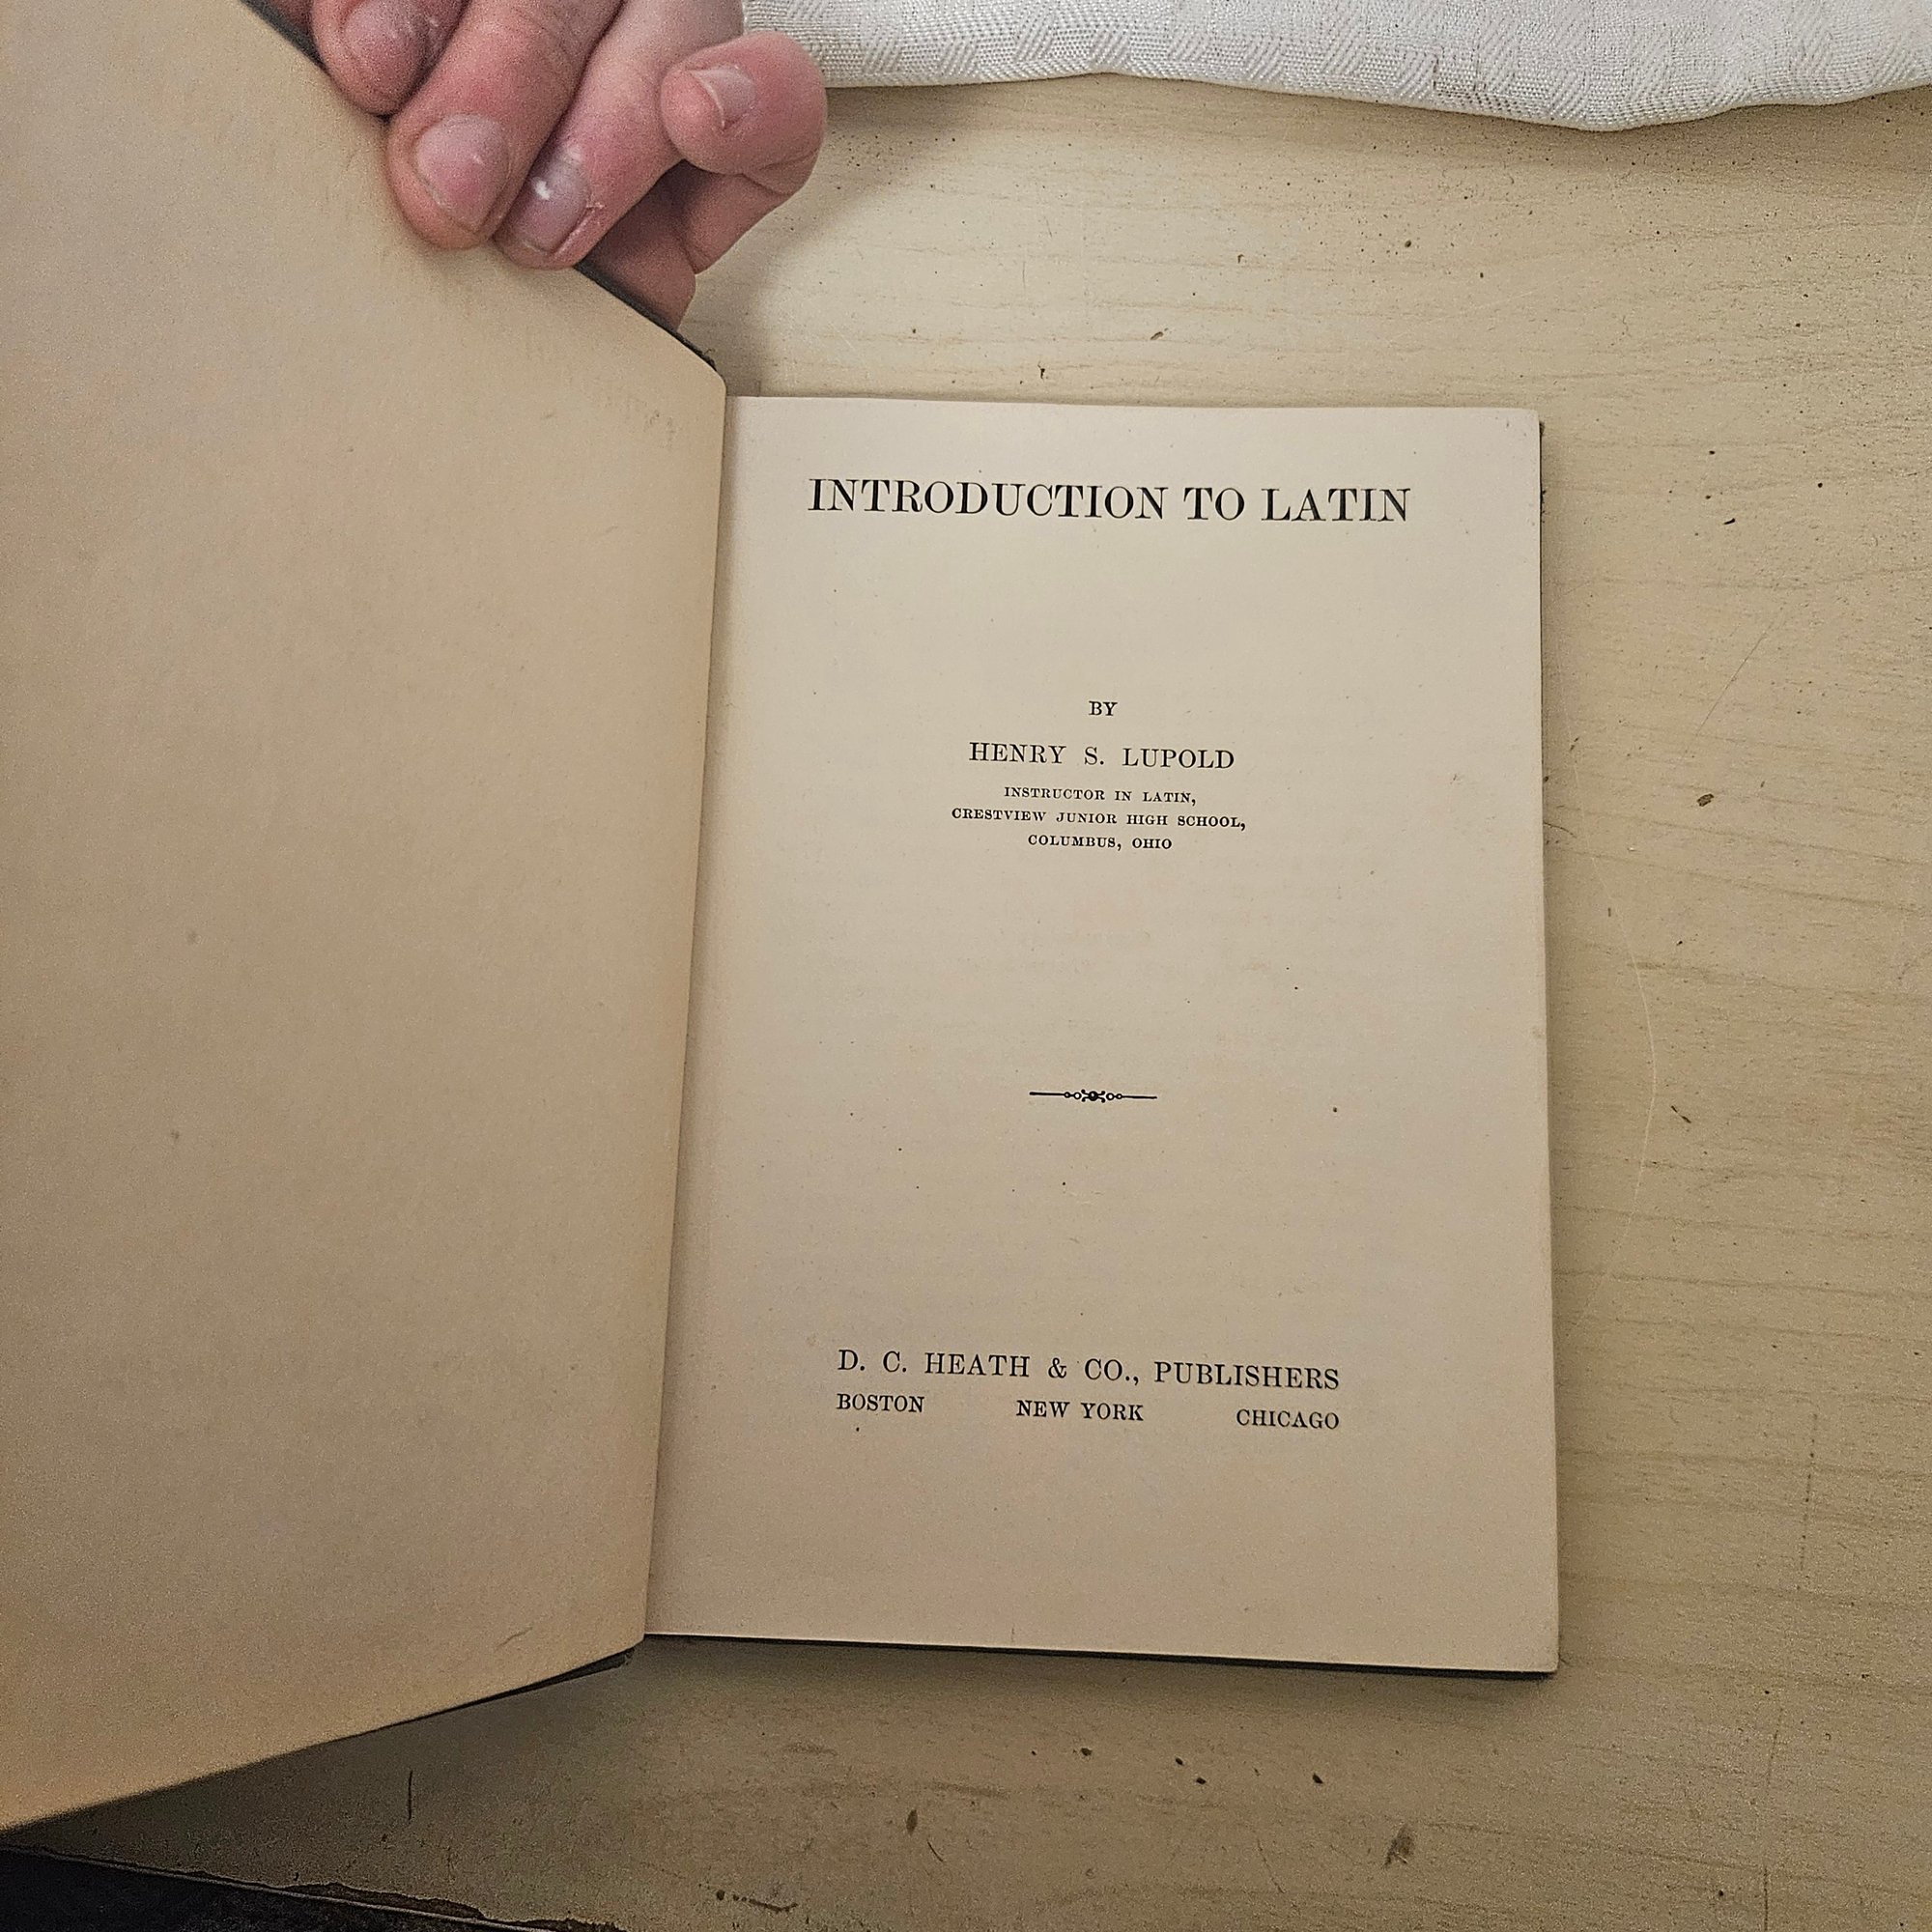 INTRODUCTION TO LATIN
BY
HENRY S. LUPOLD
INSTRUCTOR IN LATIN,
CRESTVIEW JUNIOR HIGH SCHOOL,
COLUMBUS, OHIO
D. C. HEATH & CO., PUBLISHERS
BOSTON NEW YORK CHICAGO